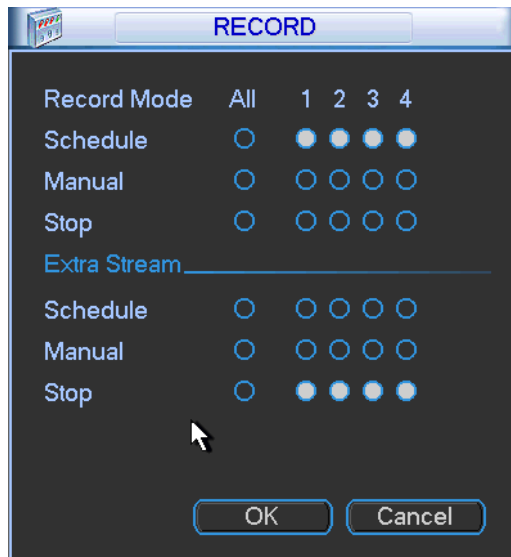 RECORD
Record Mode All 1 2 3 4
Schedule
Manual
Stop
Extra Stream
Schedule
Manual
Stop
OK Cancel